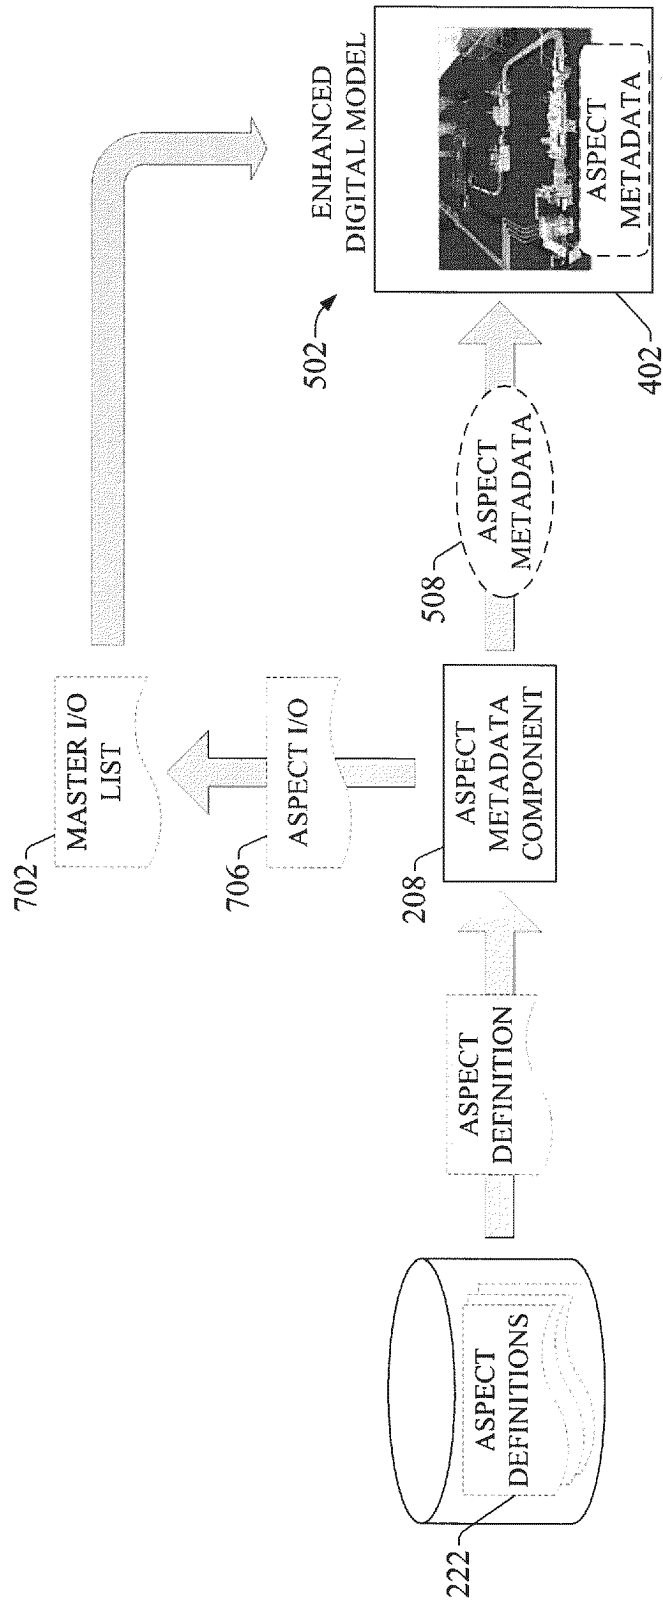 702
MASTER I/O
LIST
706
ASPECT I/O
ENHANCED
DIGITAL MODEL
502
222
ASPECT
DEFINITIONS
ASPECT
DEFINITION
208
ASPECT
METADATA
COMPONENT
508
ASPECT
METADATA
ASPECT
METADATA
402